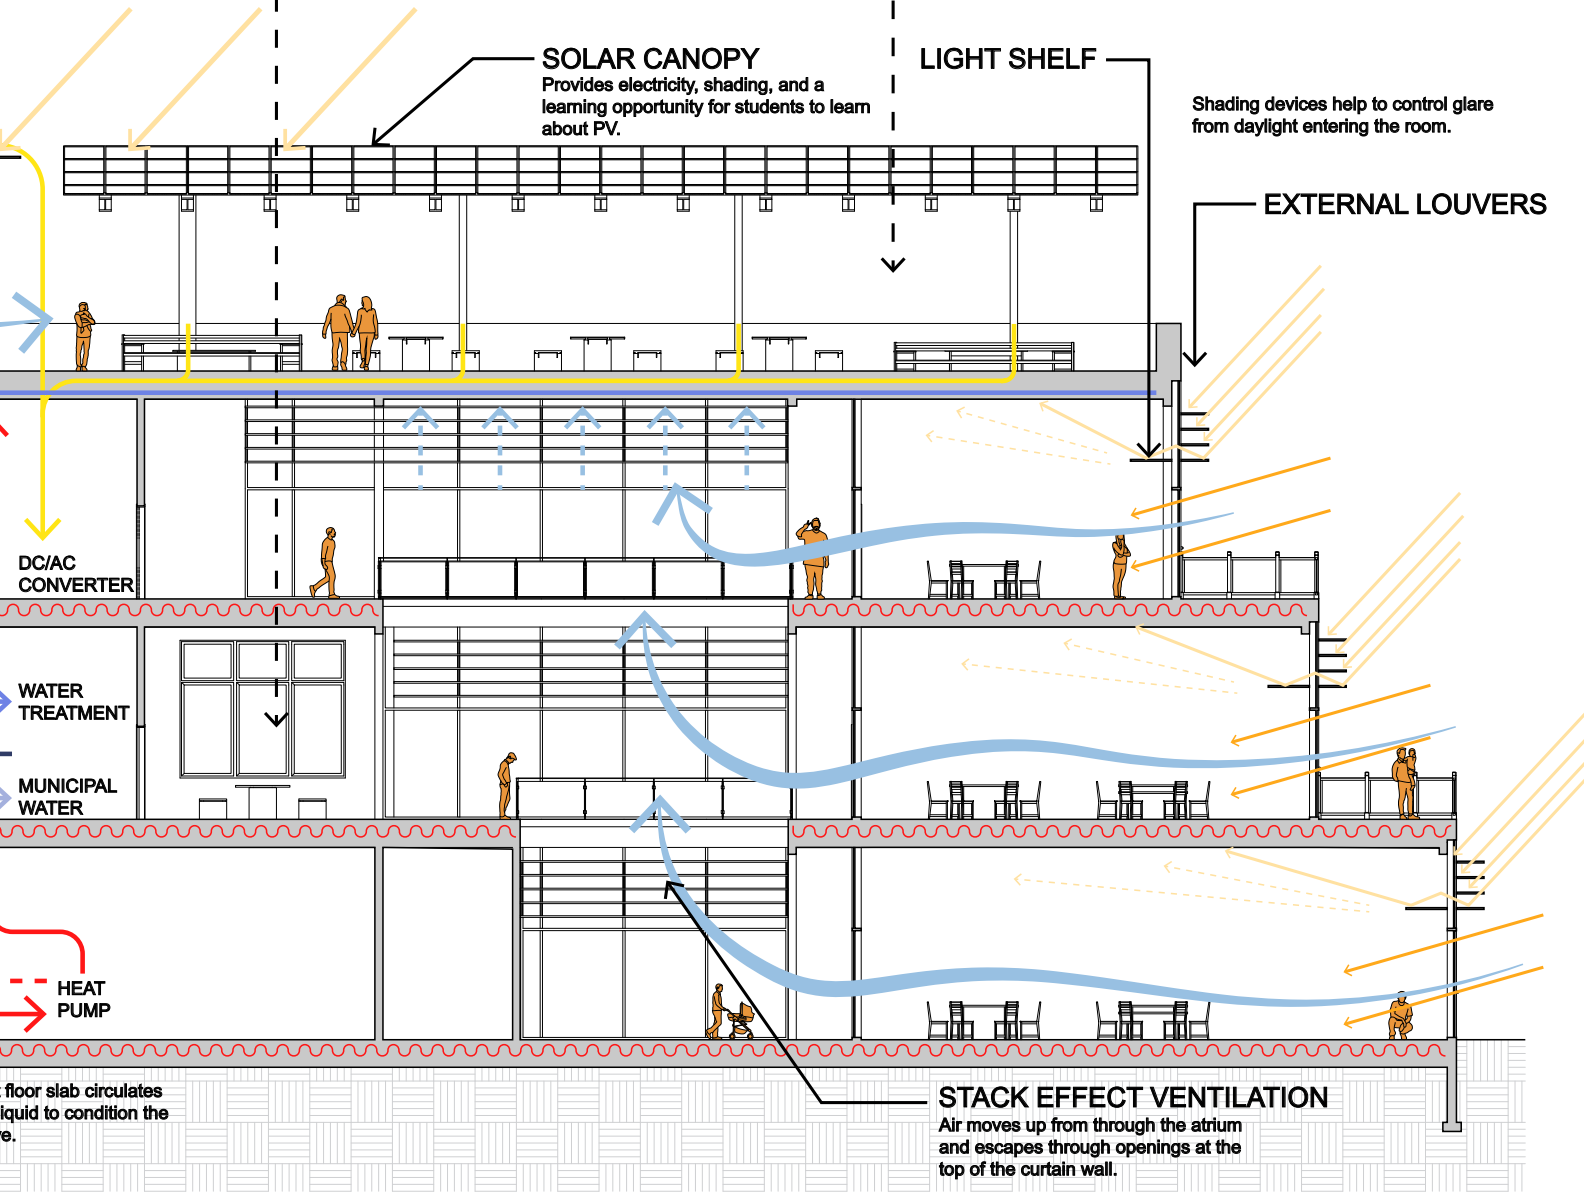 SOLAR CANOPY
Provides electricity, shading, and a
learning opportunity for students to learn
about PV.
LIGHT SHELF
Shading devices help to control glare
from daylight entering the room.
EXTERNAL LOUVERS
DC/AC
CONVERTER
WATER
TREATMENT
MUNICIPAL
WATER
HEAT
PUMP
floor slab circulates
iquid to condition the
e.
STACK EFFECT VENTILATION
Air moves up from through the atrium
and escapes through openings at the
top of the curtain wall.